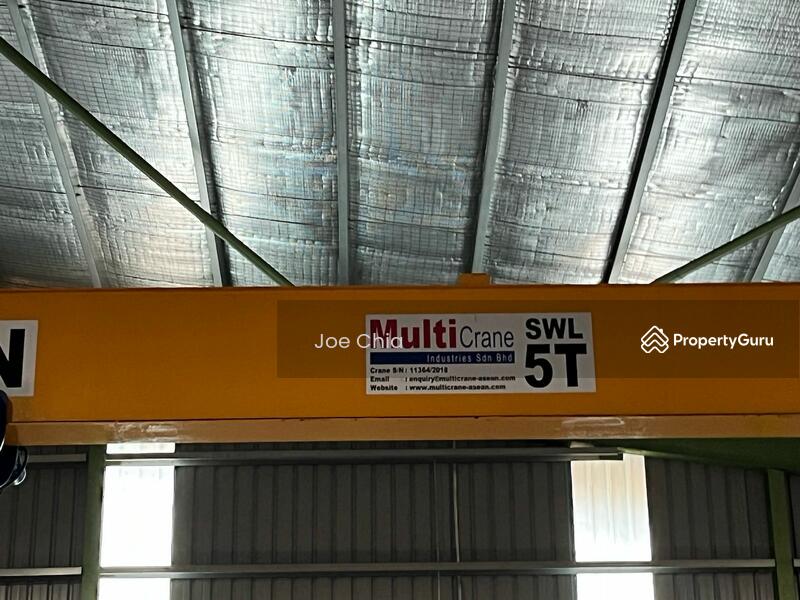 N
MultiCrane
Industries Sdn Bhd
Crane S/N : 11364/2018
Email : enquiry@multicrane-asean.com
Website : www.multicrane-asean.com
SWL
5T
Joe Chia
PropertyGuru